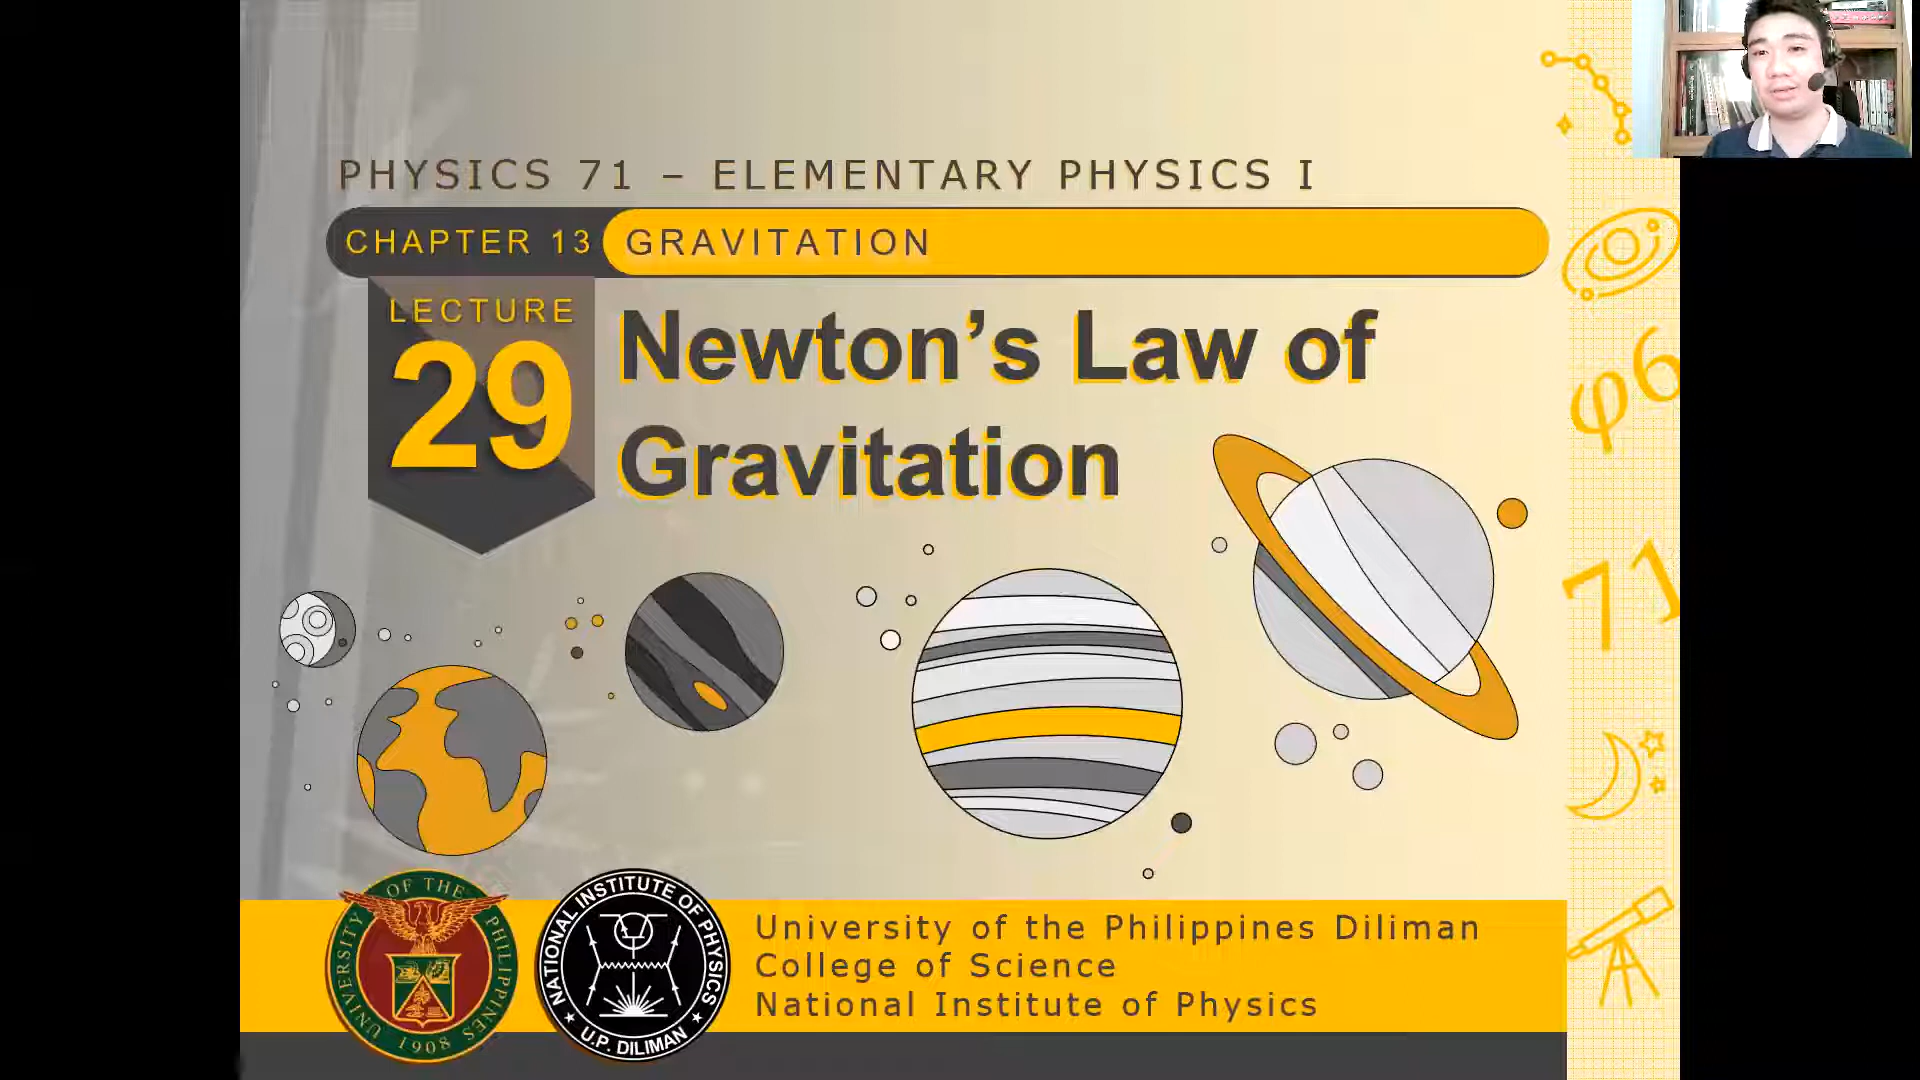 PHYSICS 71 – ELEMENTARY PHYSICS I
CHAPTER 13
GRAVITATION
LECTURE
29
Newton’s Law of
Gravitation
φ6
71
UNIVERSITY OF THE PHILIPPINES
1908
NATIONAL INSTITUTE OF PHYSICS
U.P. DILIMAN
University of the Philippines Diliman
College of Science
National Institute of Physics